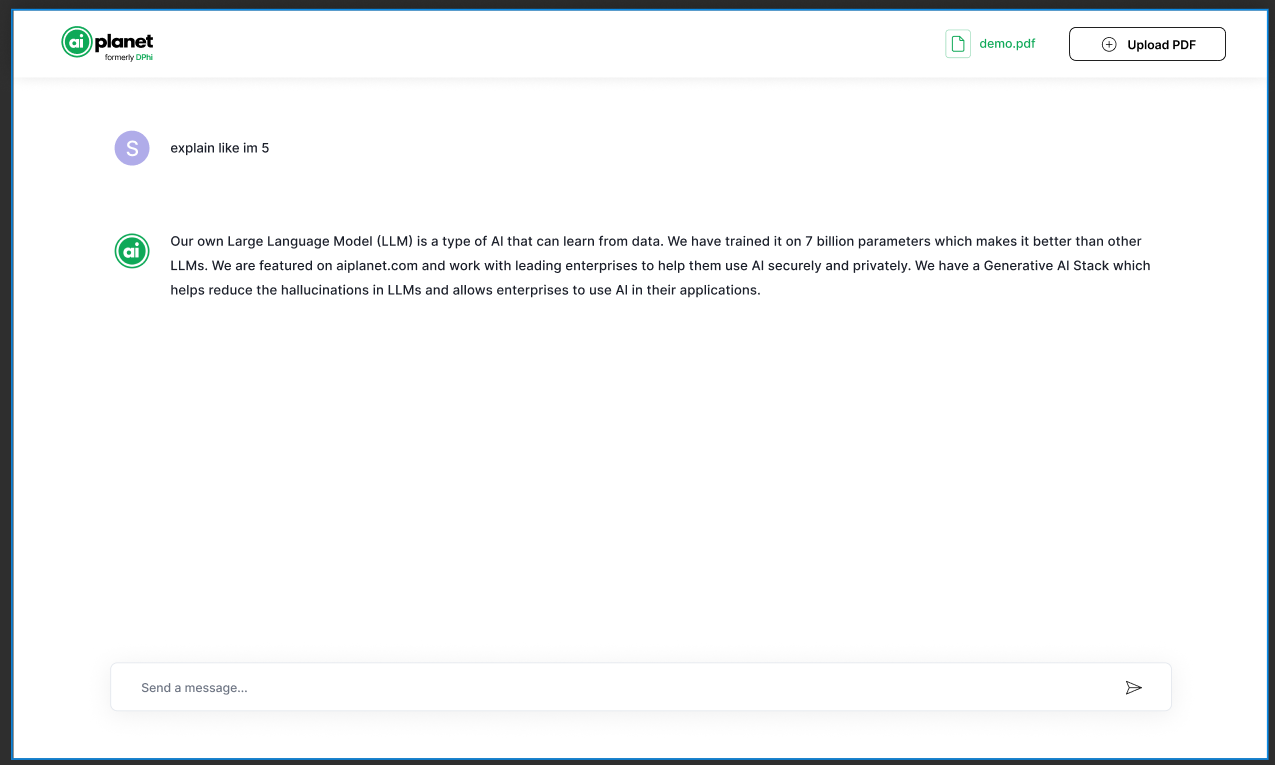 ai planet
formerly DPhi
demo.pdf
Upload PDF
S
explain like im 5
ai
Our own Large Language Model (LLM) is a type of AI that can learn from data. We have trained it on 7 billion parameters which makes it better than other
LLMs. We are featured on aiplanet.com and work with leading enterprises to help them use AI securely and privately. We have a Generative AI Stack which
helps reduce the hallucinations in LLMs and allows enterprises to use AI in their applications.
Send a message...